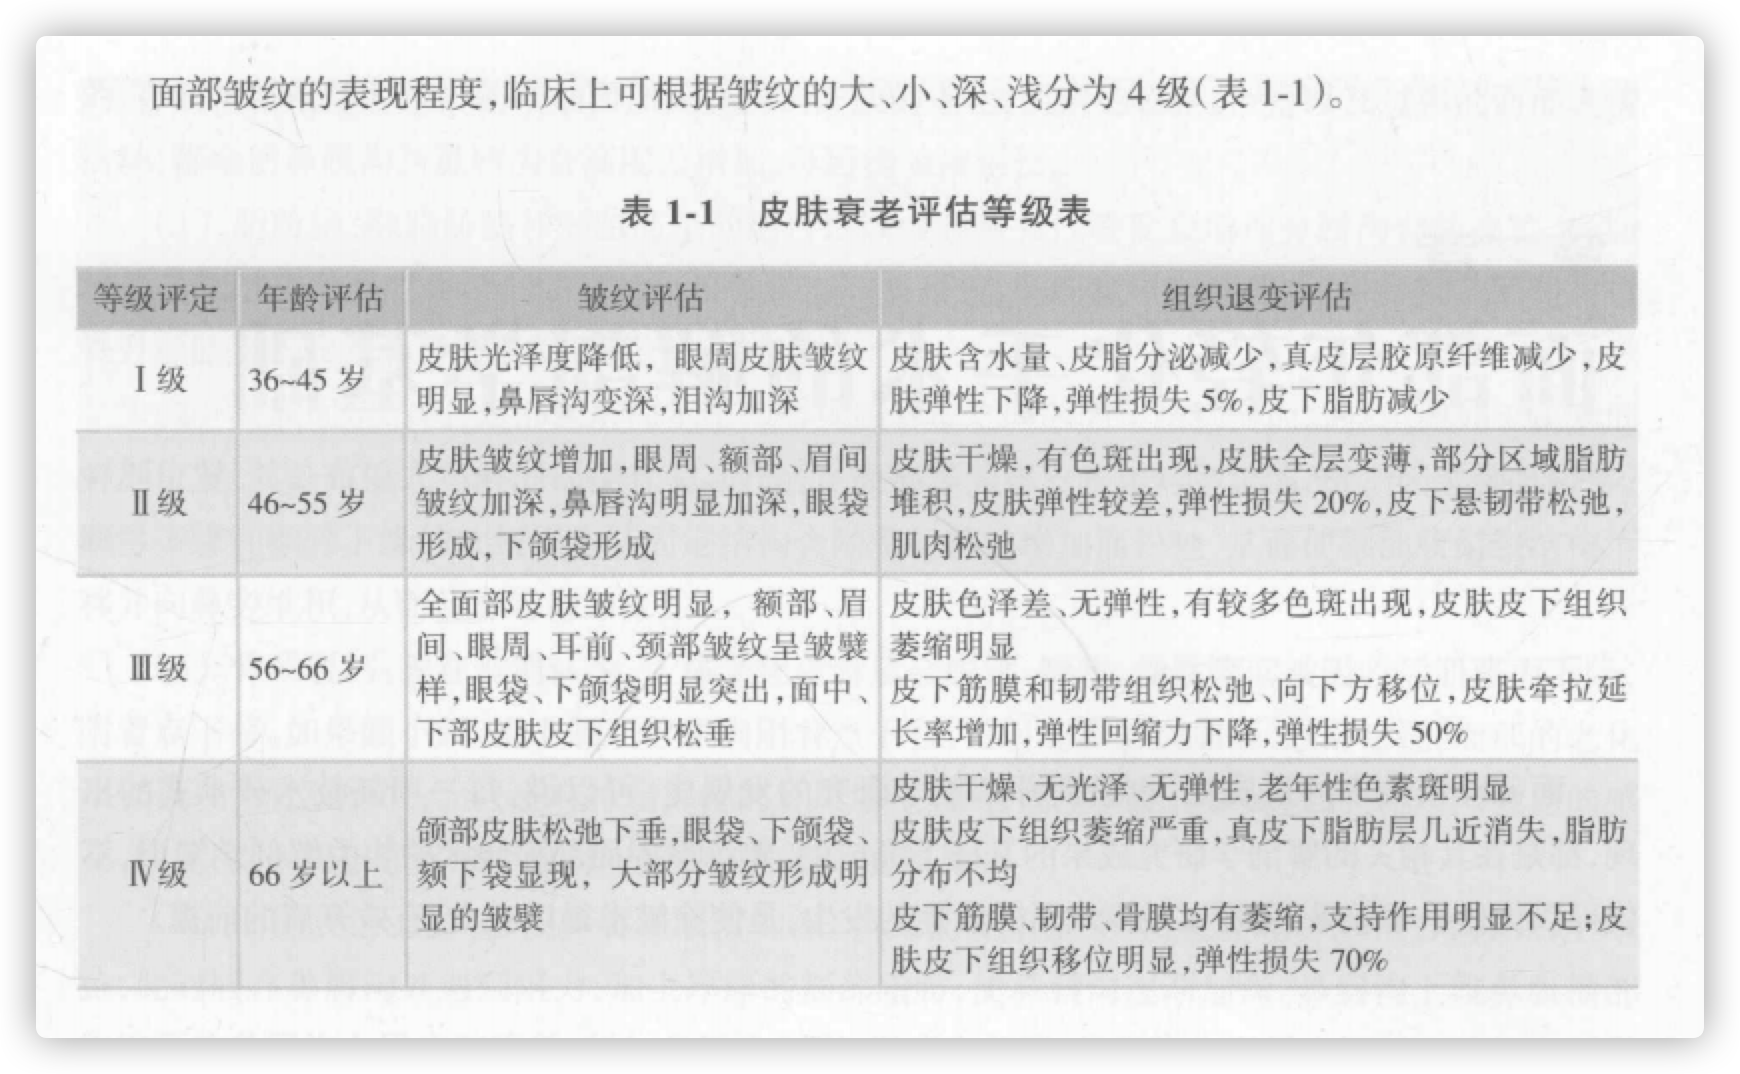 面部皱纹的表现程度,临床上可根据皱纹的大、小、深、浅分为 4 级(表 1-1)。
表 1-1 皮肤衰老评估等级表
等级评定 年龄评估 皱纹评估 组织退变评估
Ⅰ级 36~45 岁
皮肤光泽度降低,眼周皮肤皱纹
明显,鼻唇沟变深,泪沟加深
皮肤含水量、皮脂分泌减少,真皮层胶原纤维减少,皮
肤弹性下降,弹性损失 5%,皮下脂肪减少
Ⅱ级 46~55 岁
皮肤皱纹增加,眼周、额部、眉间
皱纹加深,鼻唇沟明显加深,眼袋
形成,下颌袋形成
皮肤干燥,有色斑出现,皮肤全层变薄,部分区域脂肪
堆积,皮肤弹性较差,弹性损失 20%,皮下悬韧带松弛,
肌肉松弛
Ⅲ级 56~66 岁
全面部皮肤皱纹明显,额部、眉
间、眼周、耳前、颈部皱纹呈皱襞
样,眼袋、下颌袋明显突出,面中、
下部皮肤皮下组织松垂
皮肤色泽差、无弹性,有较多色斑出现,皮肤皮下组织
萎缩明显
皮下筋膜和韧带组织松弛、向下方移位,皮肤牵拉延
长率增加,弹性回缩力下降,弹性损失 50%
Ⅳ级 66 岁以上
颌部皮肤松弛下垂,眼袋、下颌袋、
颏下袋显现,大部分皱纹形成明
显的皱襞
皮肤干燥、无光泽、无弹性,老年性色素斑明显
皮肤皮下组织萎缩严重,真皮下脂肪层几近消失,脂肪
分布不均
皮下筋膜、韧带、骨膜均有萎缩,支持作用明显不足;皮
肤皮下组织移位明显,弹性损失 70%